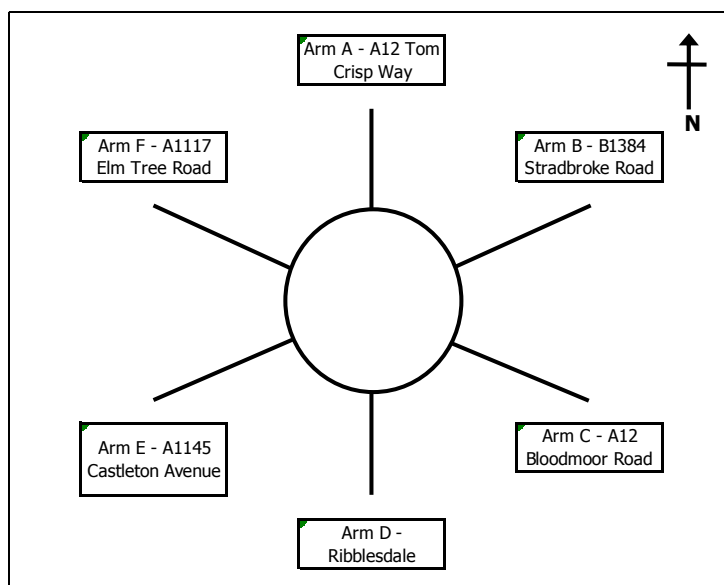 Arm A - A12 Tom
Crisp Way
N
Arm F - A1117
Elm Tree Road
Arm B - B1384
Stradbroke Road
Arm E - A1145
Castleton Avenue
Arm C - A12
Bloodmoor Road
Arm D -
Ribblesdale